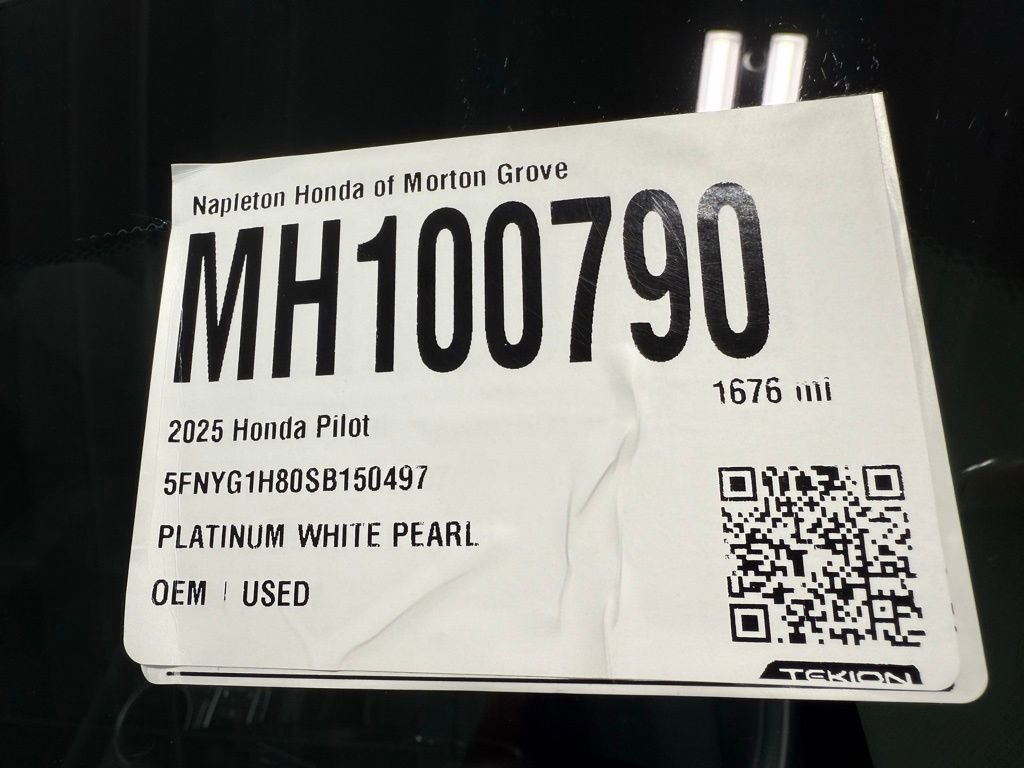 Napleton Honda of Morton Grove
MH100790
1676 mi
2025 Honda Pilot
5FNYG1H80SB150497
PLATINUM WHITE PEARL
OEM | USED
TEKION